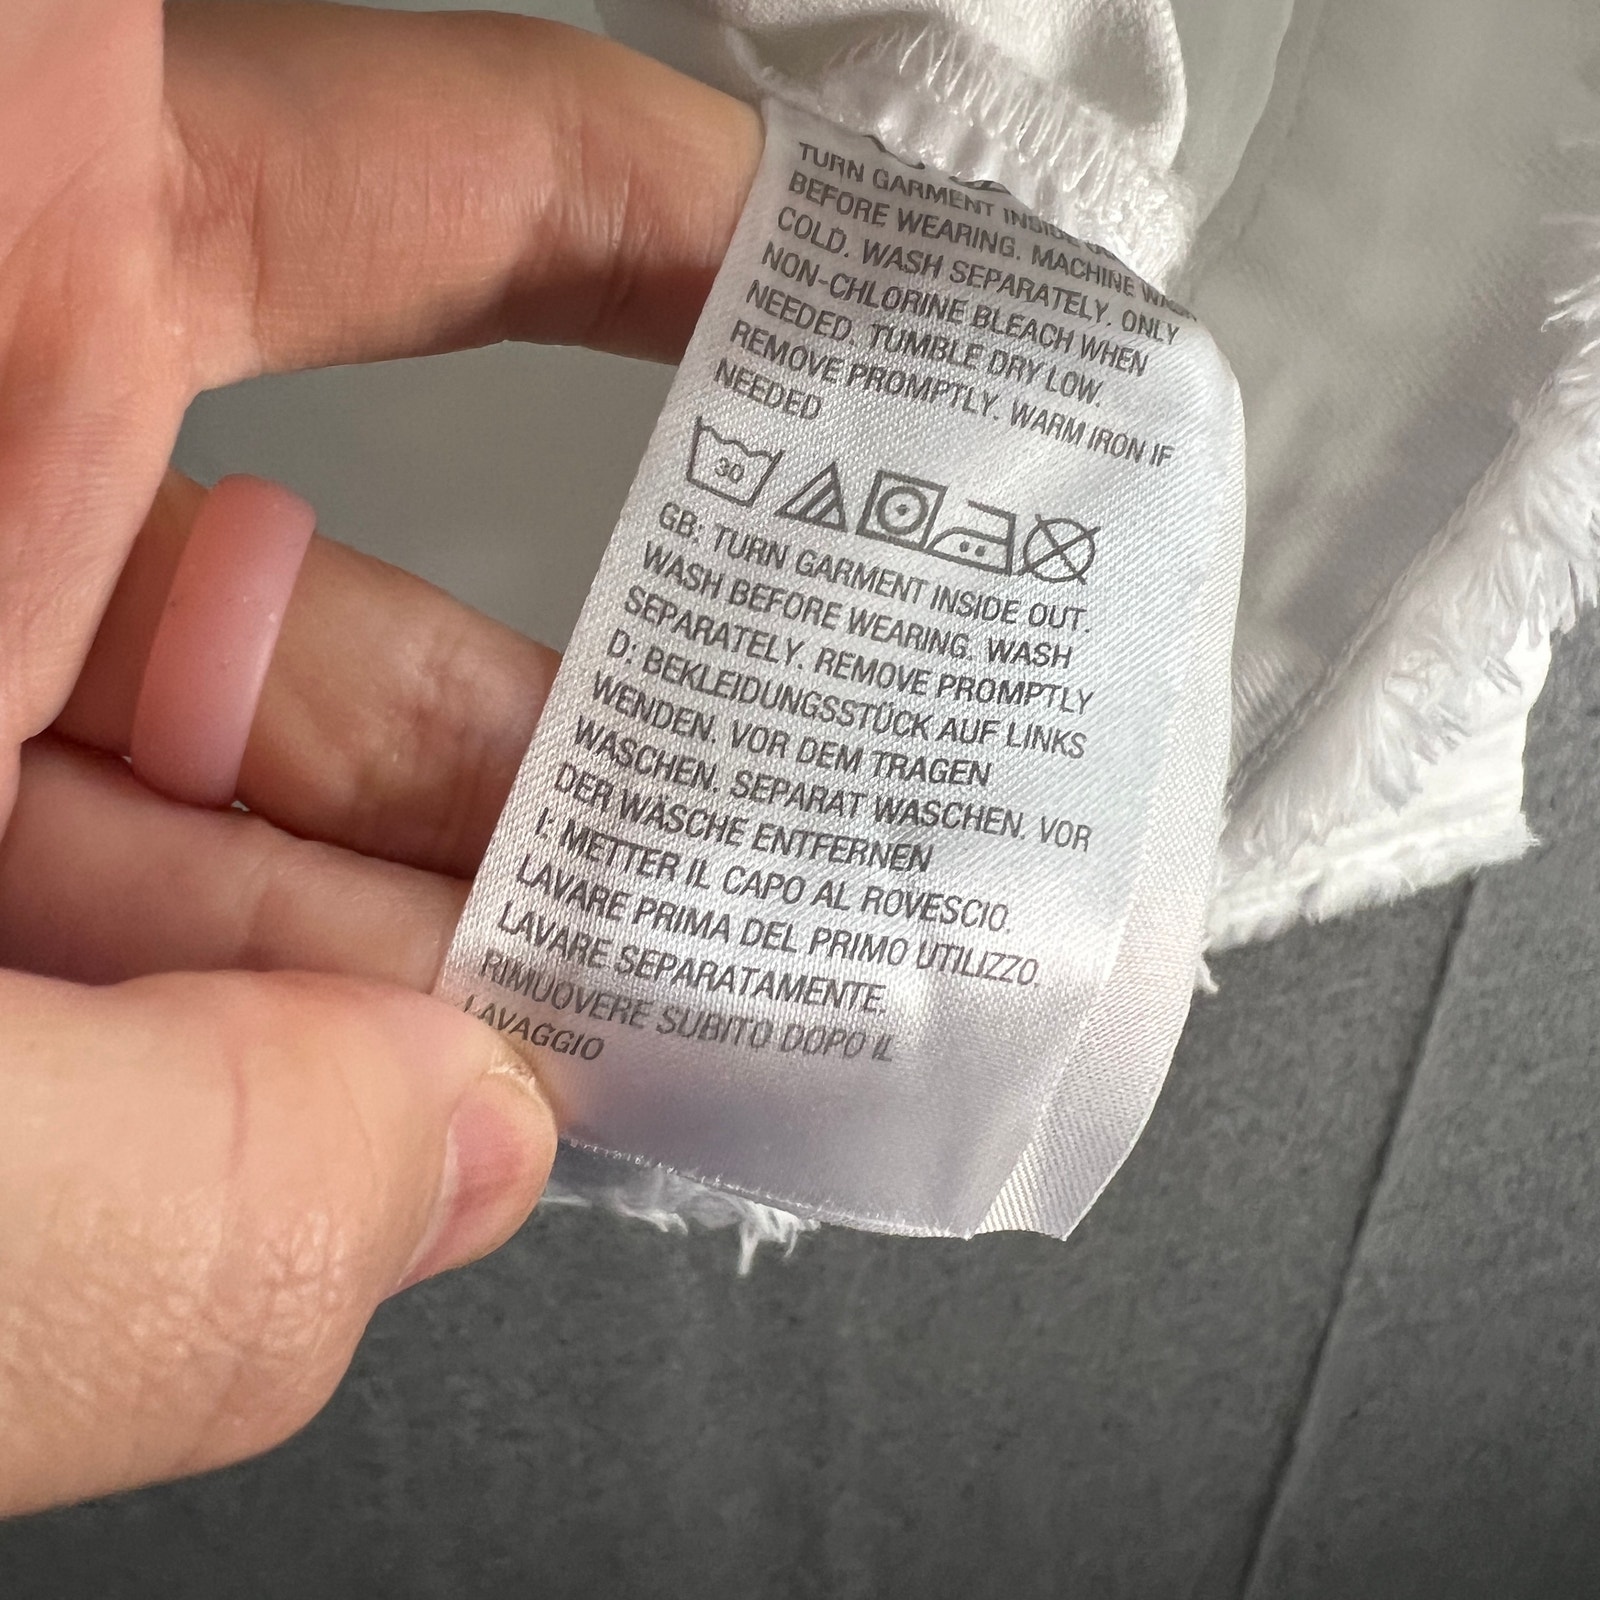 TURN GARMENT INSIDE
BEFORE WEARING. MACHINE WASH
COLD. WASH SEPARATELY. ONLY
NON-CHLORINE BLEACH WHEN
NEEDED. TUMBLE DRY LOW.
REMOVE PROMPTLY. WARM IRON IF
NEEDED
30
GB: TURN GARMENT INSIDE OUT.
WASH BEFORE WEARING. WASH
SEPARATELY. REMOVE PROMPTLY
D: BEKLEIDUNGSSTÜCK AUF LINKS
WENDEN. VOR DEM TRAGEN
WASCHEN. SEPARAT WASCHEN. VOR
DER WÄSCHE ENTFERNEN
I: METTER IL CAPO AL ROVESCIO.
LAVARE PRIMA DEL PRIMO UTILIZZO.
LAVARE SEPARATAMENTE.
RIMUOVERE SUBITO DOPO IL
LAVAGGIO